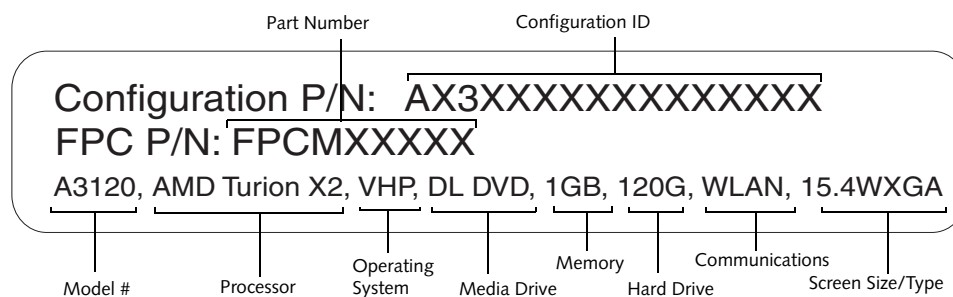 Part Number Configuration ID
Configuration P/N: AX3XXXXXXXXXXXXX
FPC P/N: FPCMXXXXX
A3120, AMD Turion X2, VHP, DL DVD, 1GB, 120G, WLAN, 15.4WXGA
Model # Processor Operating System Media Drive Memory Hard Drive Communications Screen Size/Type